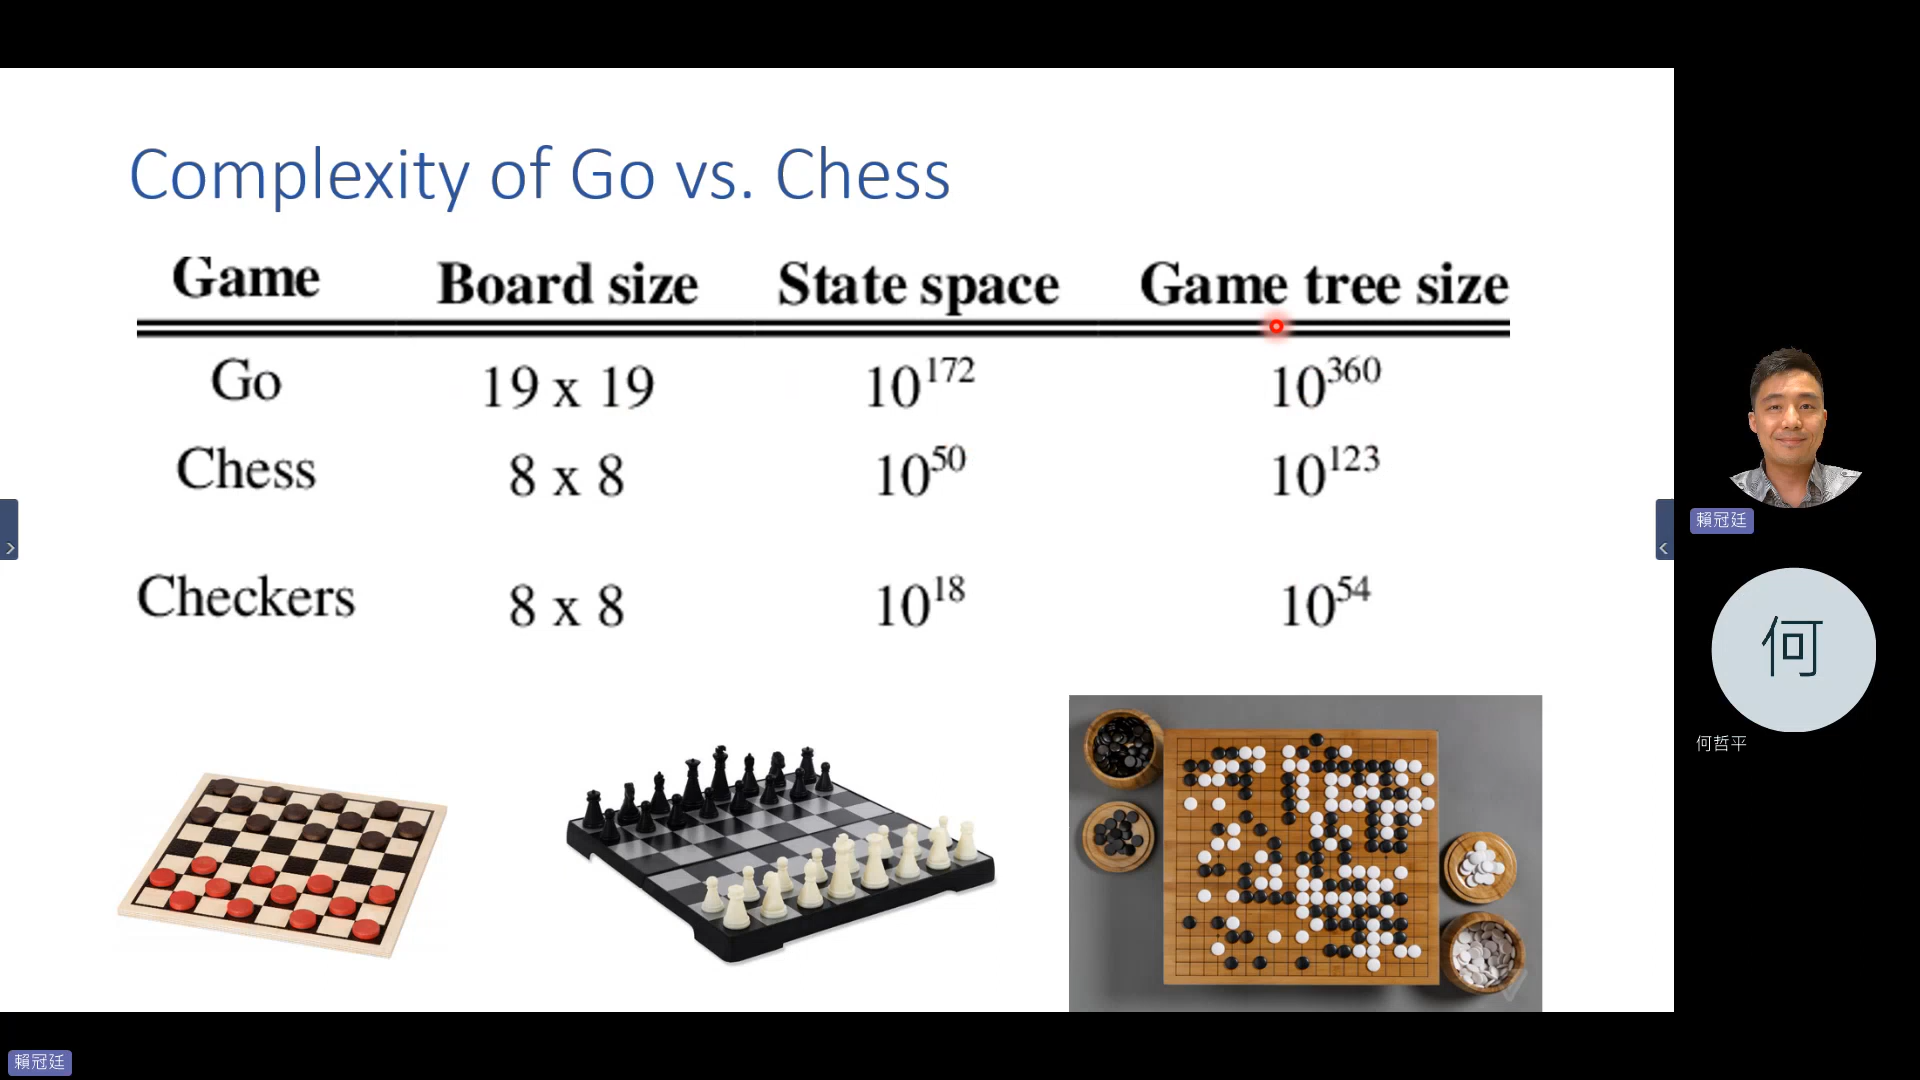 Complexity of Go vs. Chess
Game Board size State space Game tree size
Go 19 x 19 10^172 10^360
Chess 8 x 8 10^50 10^123
Checkers 8 x 8 10^18 10^54
賴冠廷
何
何哲平
賴冠廷